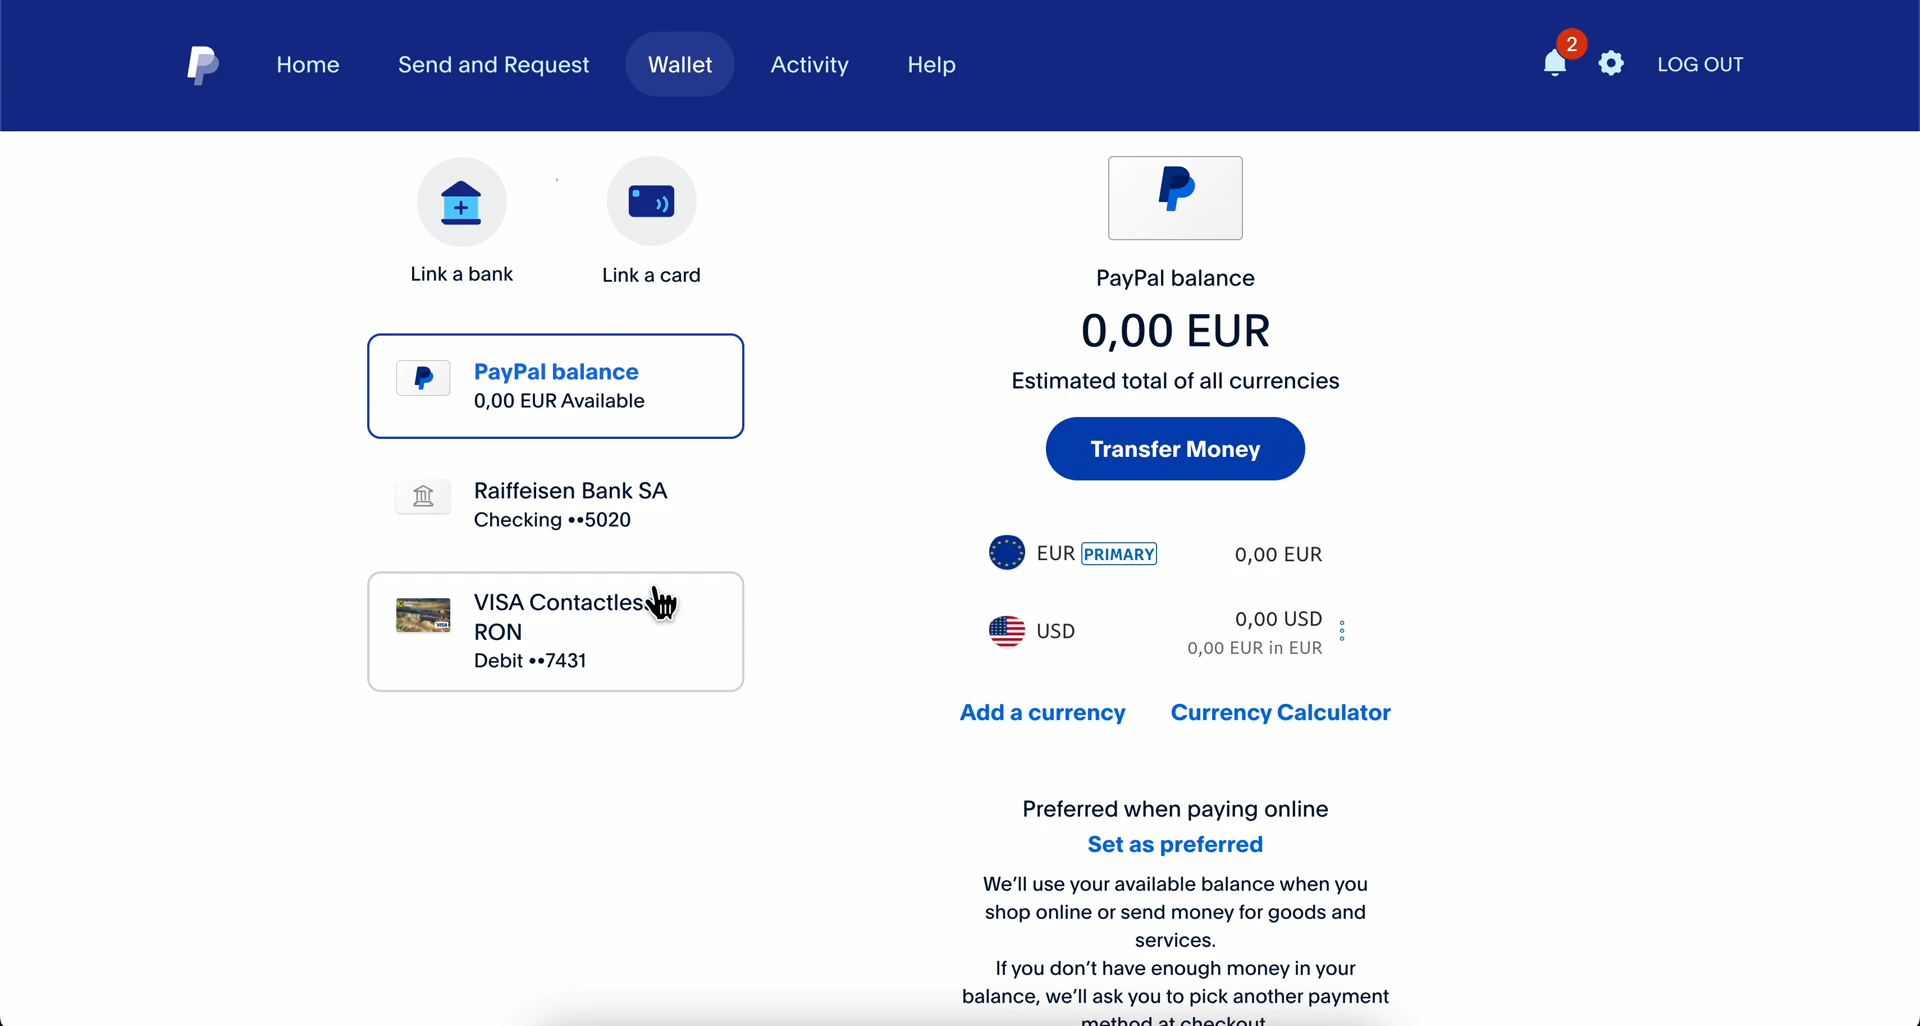 Home
Send and Request
Wallet
Activity
Help
2
LOG OUT
Link a bank
Link a card
PayPal balance
0,00 EUR Available
Raiffeisen Bank SA
Checking ••5020
VISA Contactless
RON
Debit ••7431
PayPal balance
0,00 EUR
Estimated total of all currencies
Transfer Money
EUR PRIMARY 0,00 EUR
USD 0,00 USD
0,00 EUR in EUR
Add a currency
Currency Calculator
Preferred when paying online
Set as preferred
We’ll use your available balance when you
shop online or send money for goods and
services.
If you don’t have enough money in your
balance, we’ll ask you to pick another payment
method at checkout.